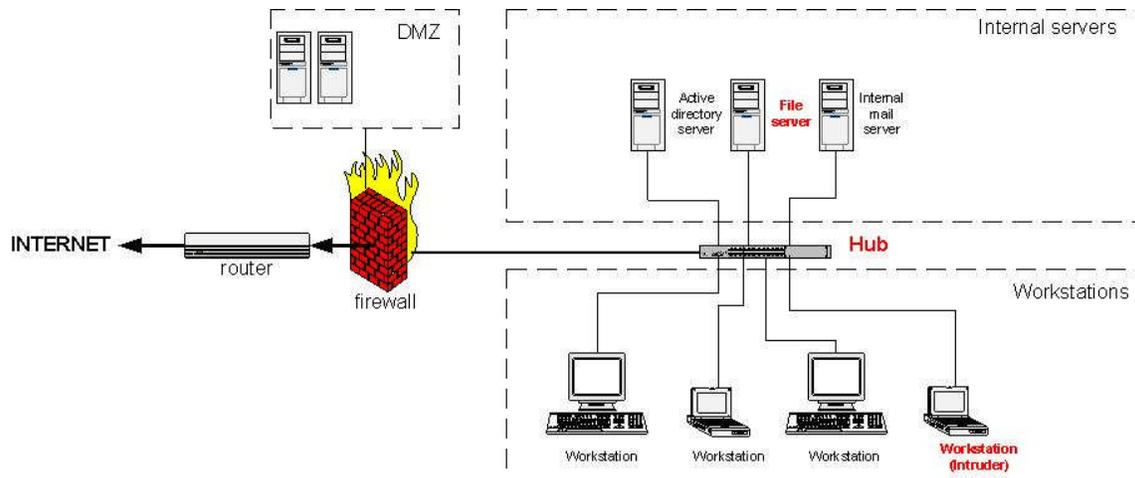 DMZ
Internal servers
Active
directory
server
File
server
Internal
mail
server
INTERNET
router
firewall
Hub
Workstations
Workstation
Workstation
Workstation
Workstation
(Intruder)